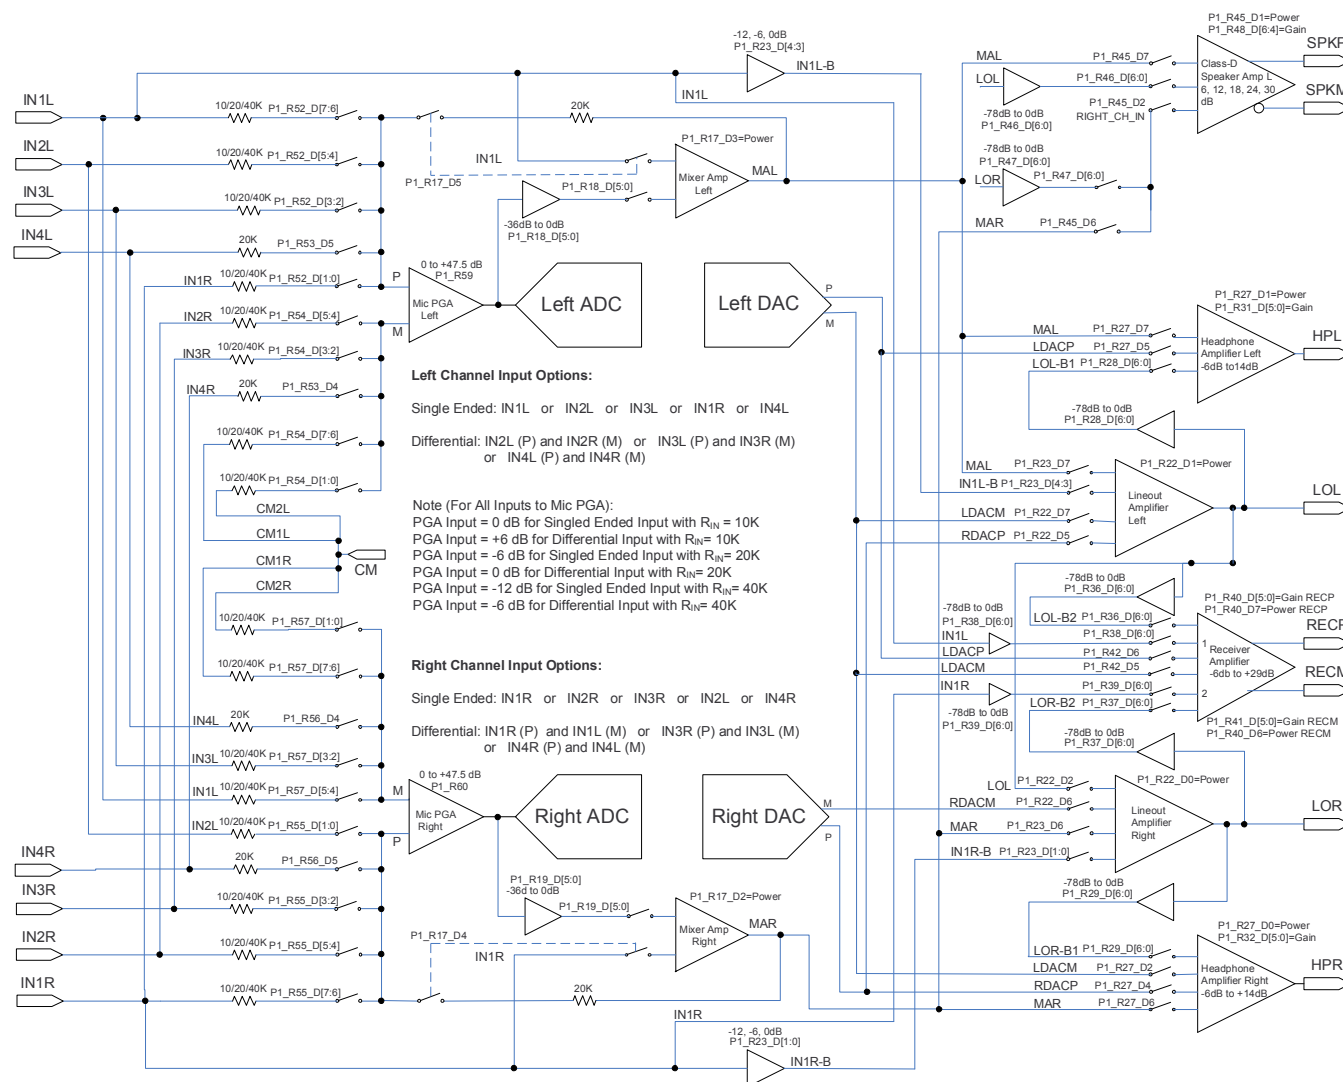 P1_R45_D1=Power
P1_R48_D[6:4]=Gain
-12, -6, 0dB
P1_R23_D[4:3]
SPKP
MAL
P1_R45_D7
Class-D
Speaker Amp L
6, 12, 18, 24, 30
dB
IN1L-B
LOL
P1_R46_D[6:0]
SPKM
IN1L
IN1L
10/20/40K
P1_R52_D[7:6]
20K
-78dB to 0dB
P1_R46_D[6:0]
P1_R45_D2
RIGHT_CH_IN
P1_R17_D3=Power
-78dB to 0dB
P1_R47_D[6:0]
IN2L
10/20/40K
P1_R52_D[5:4]
IN1L
Mixer Amp
Left
MAL
LOR
P1_R47_D[6:0]
P1_R17_D5
P1_R18_D[5:0]
IN3L
10/20/40K
P1_R52_D[3:2]
-36dB to 0dB
P1_R18_D[5:0]
MAR
P1_R45_D6
IN4L
20K
P1_R53_D5
0 to +47.5 dB
P1_R59
IN1R
10/20/40K
P1_R52_D[1:0]
P
Mic PGA
Left
M
Left ADC
Left DAC
P
M
P1_R27_D1=Power
P1_R31_D[5:0]=Gain
IN2R
10/20/40K
P1_R54_D[5:4]
MAL
P1_R27_D7
Headphone
Amplifier Left
-6dB to14dB
HPL
IN3R
10/20/40K
P1_R54_D[3:2]
LDACP
P1_R27_D5
LOL-B1
P1_R28_D[6:0]
IN4R
20K
P1_R53_D4
Left Channel Input Options:
Single Ended: IN1L or IN2L or IN3L or IN1R or IN4L
-78dB to 0dB
P1_R28_D[6:0]
10/20/40K
P1_R54_D[7:6]
Differential: IN2L (P) and IN2R (M) or IN3L (P) and IN3R (M)
or IN4L (P) and IN4R (M)
P1_R22_D1=Power
MAL
P1_R23_D7
10/20/40K
P1_R54_D[1:0]
IN1L-B
P1_R23_D[4:3]
Lineout
Amplifier
Left
LOL
CM2L
Note (For All Inputs to Mic PGA):
PGA Input = 0 dB for Singled Ended Input with RIN = 10K
LDACM
P1_R22_D7
CM1L
PGA Input = +6 dB for Differential Input with RIN = 10K
RDACP
P1_R22_D5
PGA Input = -6 dB for Singled Ended Input with RIN= 20K
CM1R
CM
PGA Input = 0 dB for Differential Input with RIN= 20K
CM2R
PGA Input = -12 dB for Singled Ended Input with RIN= 40K
PGA Input = -6 dB for Differential Input with RIN= 40K
-78dB to 0dB
P1_R36_D[6:0]
P1_R40_D[5:0]=Gain RECP
P1_R40_D7=Power RECP
-78dB to 0dB
P1_R38_D[6:0]
10/20/40K
P1_R57_D[1:0]
LOL-B2
P1_R36_D[6:0]
RECP
IN1L
P1_R38_D[6:0]
1
Receiver
Amplifier
-6db to +29dB
2
LDACP
P1_R42_D6
LDACM
P1_R42_D5
RECM
Right Channel Input Options:
10/20/40K
P1_R57_D[7:6]
IN1R
P1_R39_D[6:0]
Single Ended: IN1R or IN2R or IN3R or IN2L or IN4R
-78dB to 0dB
P1_R39_D[6:0]
LOR-B2
P1_R37_D[6:0]
P1_R41_D[5:0]=Gain RECM
P1_R40_D6=Power RECM
IN4L
20K
P1_R56_D4
Differential: IN1R (P) and IN1L (M) or IN3R (P) and IN3L (M)
or IN4R (P) and IN4L (M)
-78dB to 0dB
P1_R37_D[6:0]
IN3L
10/20/40K
P1_R57_D[3:2]
0 to +47.5 dB
P1_R60
P1_R22_D0=Power
LOL
P1_R22_D2
IN1L
10/20/40K
P1_R57_D[5:4]
M
Mic PGA
Right
P
Right ADC
Right DAC
M
P
RDACM
P1_R22_D6
Lineout
Amplifier
Right
LOR
IN2L
10/20/40K
P1_R55_D[1:0]
MAR
P1_R23_D6
IN4R
20K
P1_R56_D5
IN1R-B
P1_R23_D[1:0]
P1_R19_D[5:0]
-36d to 0dB
-78dB to 0dB
P1_R29_D[6:0]
IN3R
10/20/40K
P1_R55_D[3:2]
P1_R19_D[5:0]
P1_R17_D2=Power
Mixer Amp
Right
MAR
P1_R27_D0=Power
P1_R32_D[5:0]=Gain
IN2R
10/20/40K
P1_R55_D[5:4]
P1_R17_D4
IN1R
LOR-B1
P1_R29_D[6:0]
Headphone
Amplifier Right
-6dB to +14dB
HPR
LDACM
P1_R27_D2
IN1R
10/20/40K
P1_R55_D[7:6]
20K
RDACP
P1_R27_D4
MAR
P1_R27_D6
IN1R
-12, -6, 0dB
P1_R23_D[1:0]
IN1R-B